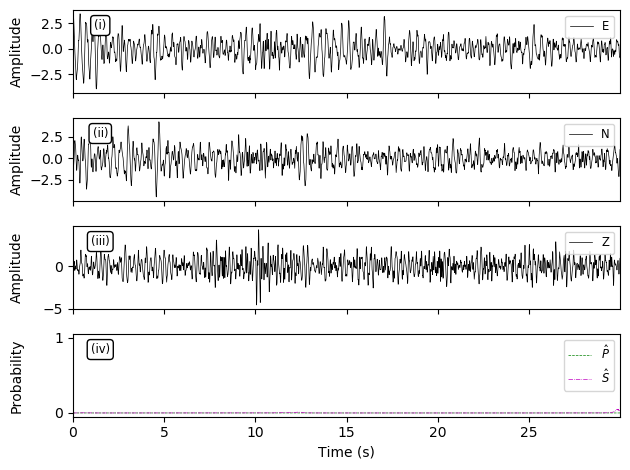 (i)
E
2.5
0.0
−2.5
Amplitude
(ii)
N
2.5
0.0
−2.5
Amplitude
(iii)
Z
0
−5
Amplitude
(iv)
P̂
Ŝ
1
0
Probability
0 5 10 15 20 25
Time (s)